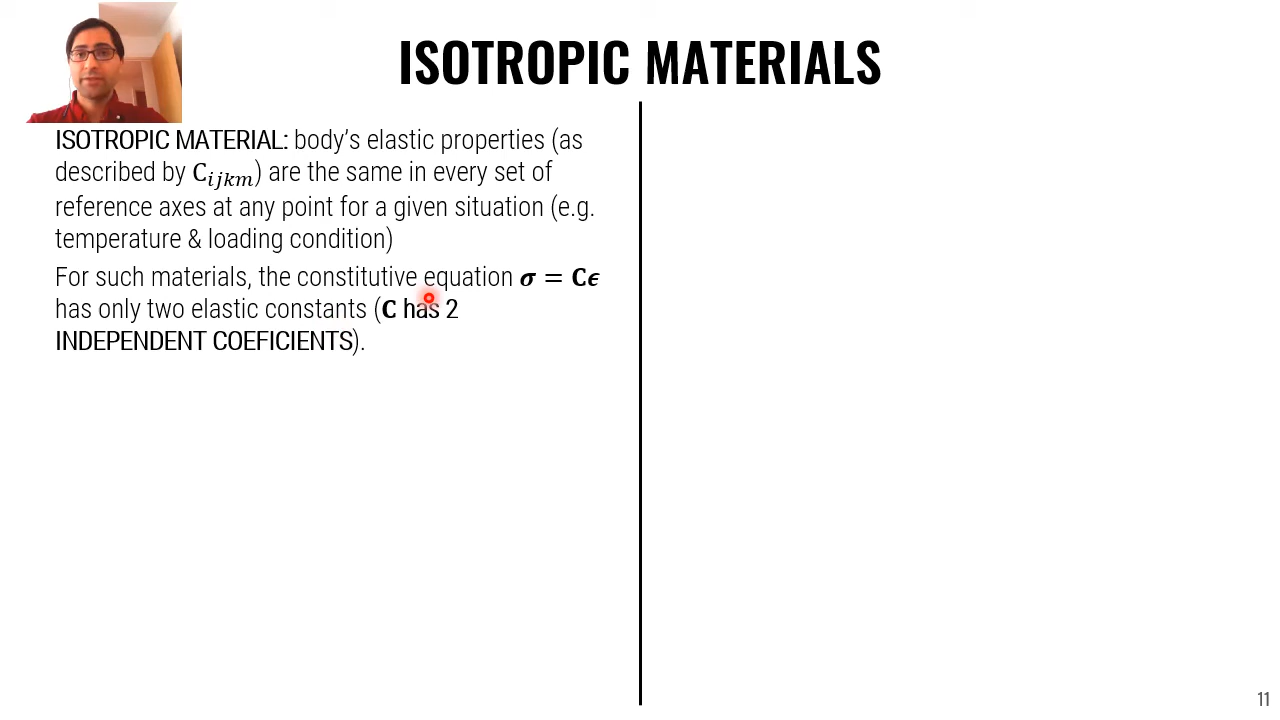 ISOTROPIC MATERIALS
ISOTROPIC MATERIAL: body's elastic properties (as
described by C_{ijkm}) are the same in every set of
reference axes at any point for a given situation (e.g.
temperature & loading condition)
For such materials, the constitutive equation σ = Cϵ
has only two elastic constants (C has 2
INDEPENDENT COEFICIENTS).
11